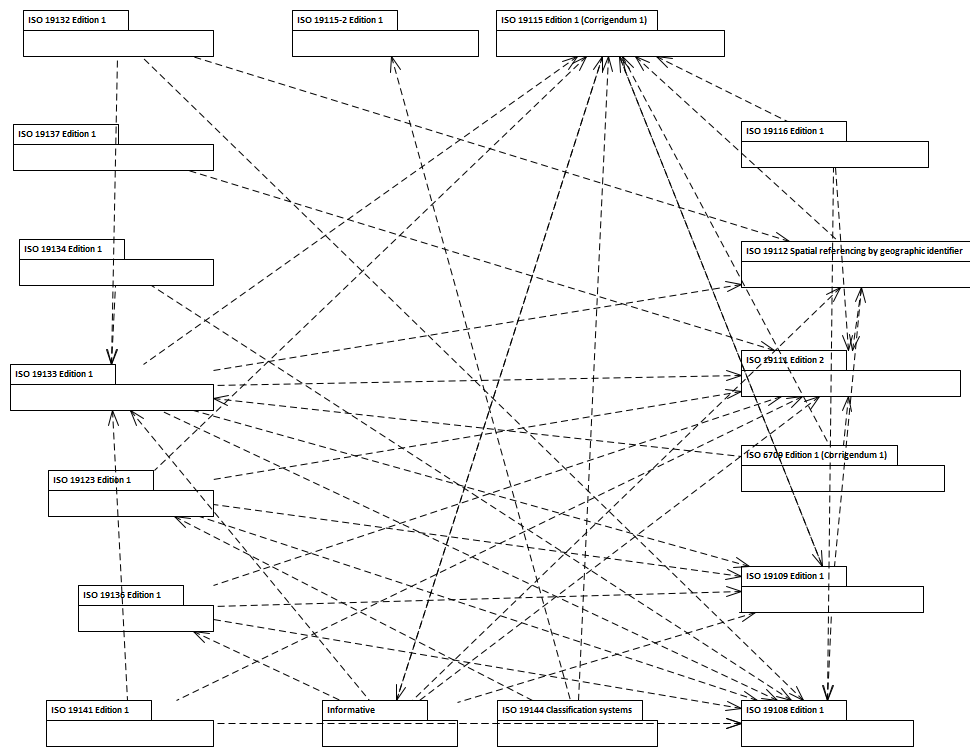 ISO 19132 Edition 1
ISO 19115-2 Edition 1
ISO 19115 Edition 1 (Corrigendum 1)
ISO 19137 Edition 1
ISO 19116 Edition 1
ISO 19134 Edition 1
ISO 19112 Spatial referencing by geographic identifier
ISO 19133 Edition 1
ISO 19111 Edition 2
ISO 19123 Edition 1
ISO 6709 Edition 1 (Corrigendum 1)
ISO 19136 Edition 1
ISO 19109 Edition 1
ISO 19141 Edition 1
Informative
ISO 19144 Classification systems
ISO 19108 Edition 1